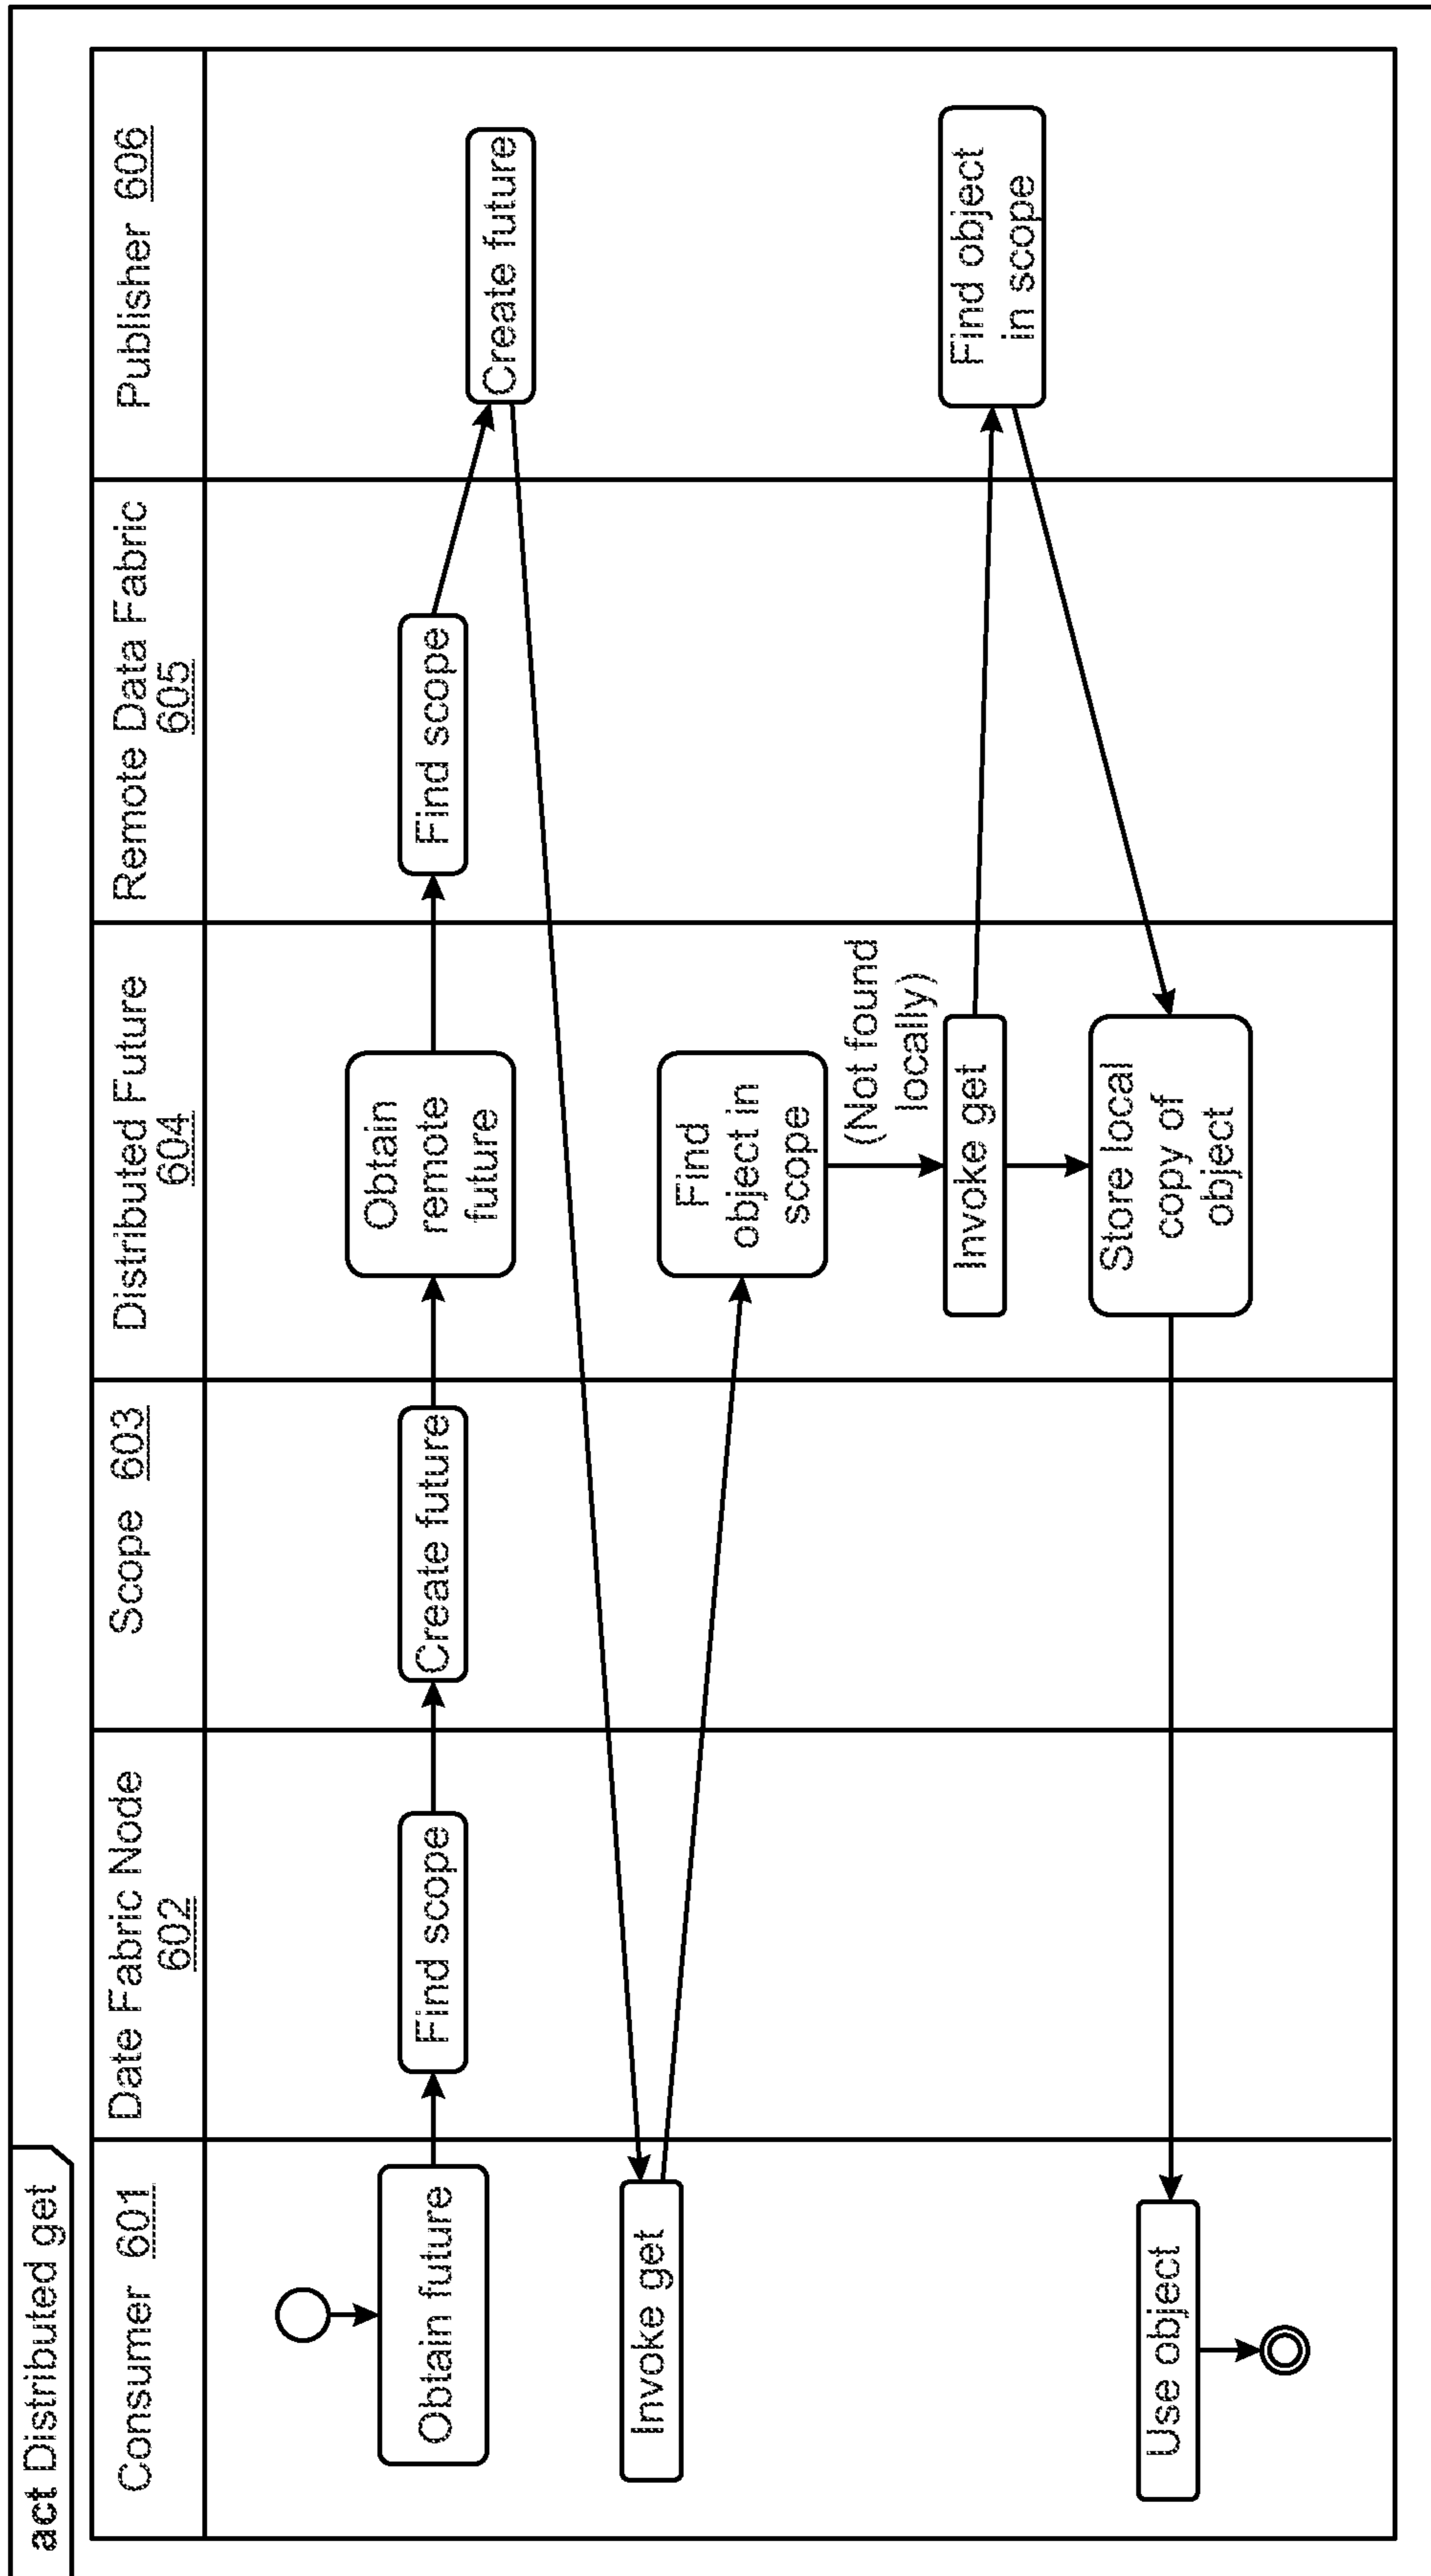 act Distributed get
Consumer 601
Date Fabric Node
602
Scope 603
Distributed Future
604
Remote Data Fabric
605
Publisher 606
Obtain future
Find scope
Create future
Obtain
remote
future
Find scope
Create future
Invoke get
Find
object in
scope
(Not found
locally)
Invoke get
Find object
in scope
Store local
copy of
object
Use object